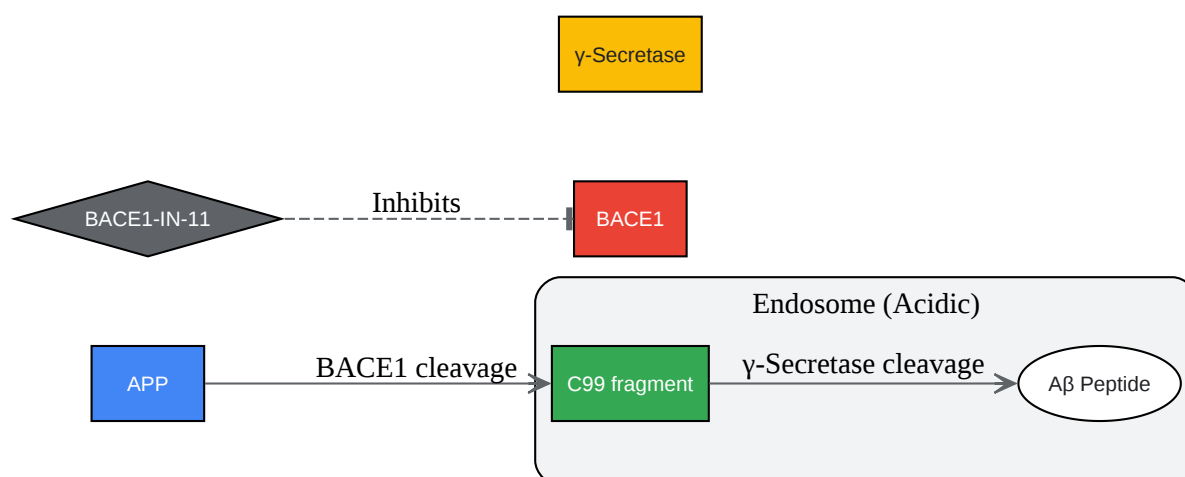 γ-Secretase
BACE1-IN-11
Inhibits
BACE1
Endosome (Acidic)
APP
BACE1 cleavage
C99 fragment
γ-Secretase cleavage
Aβ Peptide